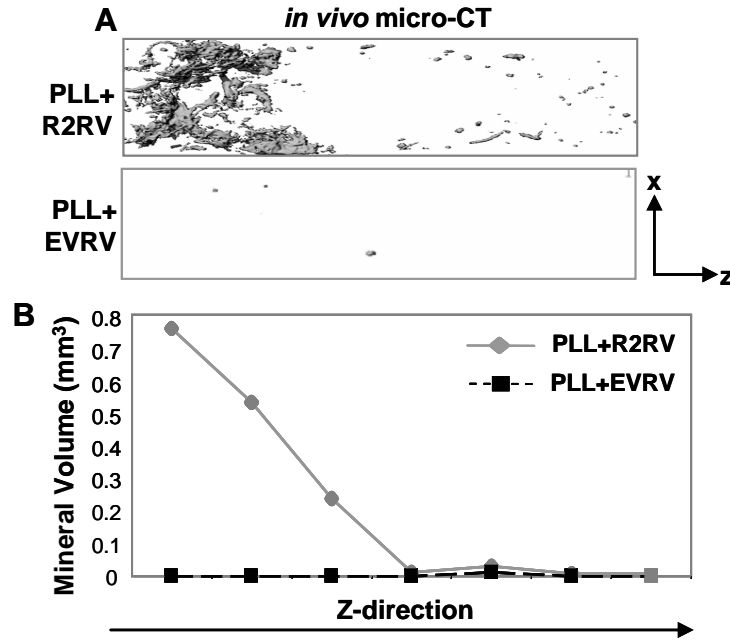 A
in vivo micro-CT
PLL+
R2RV
PLL+
EVRV
x
z
B
Mineral Volume (mm³)
0.8
0.7
0.6
0.5
0.4
0.3
0.2
0.1
0
PLL+R2RV
PLL+EVRV
Z-direction